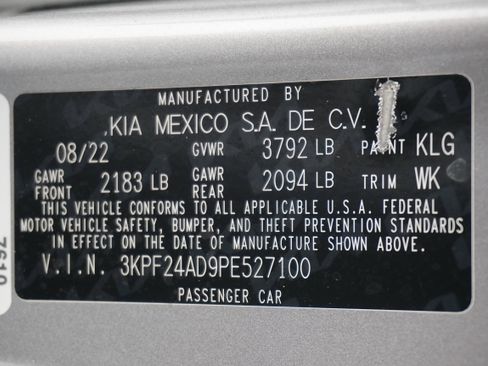 MANUFACTURED BY
.KIA MEXICO S.A. DE C.V.
08/22 GVWR 3792 LB PAINT KLG
GAWR FRONT 2183 LB GAWR REAR 2094 LB TRIM WK
THIS VEHICLE CONFORMS TO ALL APPLICABLE U.S.A. FEDERAL
MOTOR VEHICLE SAFETY, BUMPER, AND THEFT PREVENTION STANDARDS
IN EFFECT ON THE DATE OF MANUFACTURE SHOWN ABOVE.
V.I.N. 3KPF24AD9PE527100
PASSENGER CAR
7610